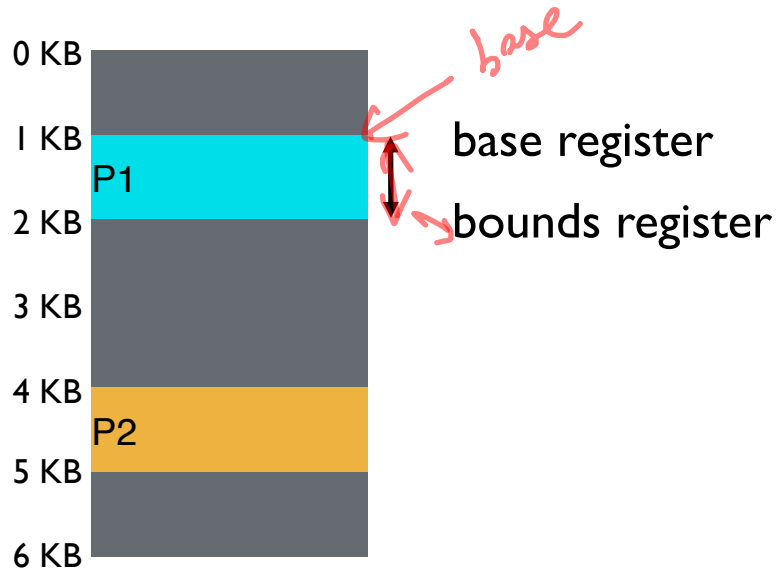 base
0 KB
1 KB
base register
P1
2 KB
bounds register
3 KB
4 KB
P2
5 KB
6 KB